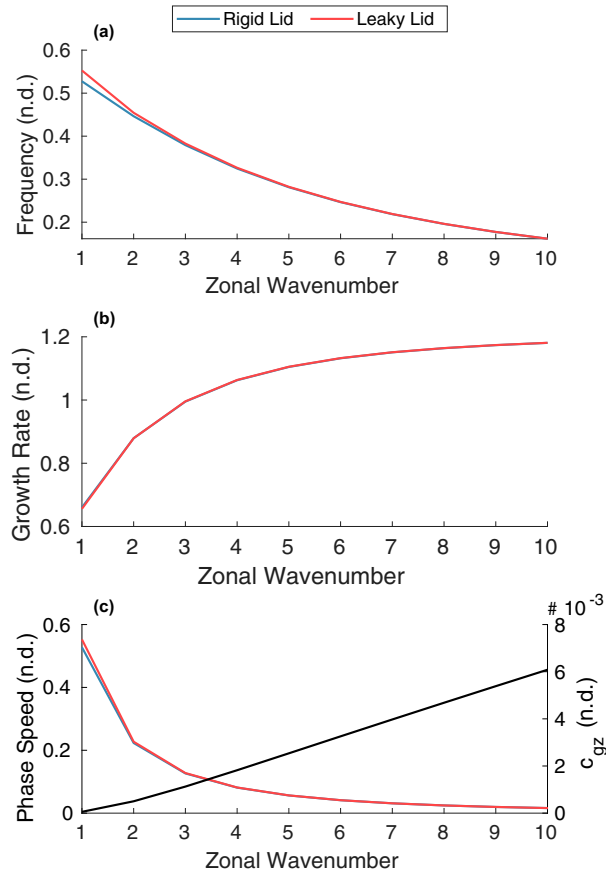 Rigid Lid Leaky Lid
(a)
0.6
0.5
0.4
0.3
0.2
Frequency (n.d.)
1 2 3 4 5 6 7 8 9 10
Zonal Wavenumber
(b)
1.2
1
0.8
0.6
Growth Rate (n.d.)
1 2 3 4 5 6 7 8 9 10
Zonal Wavenumber
(c)
# 10^-3
0.6
0.4
0.2
0
Phase Speed (n.d.)
8
6
4
2
0
c_gz (n.d.)
1 2 3 4 5 6 7 8 9 10
Zonal Wavenumber